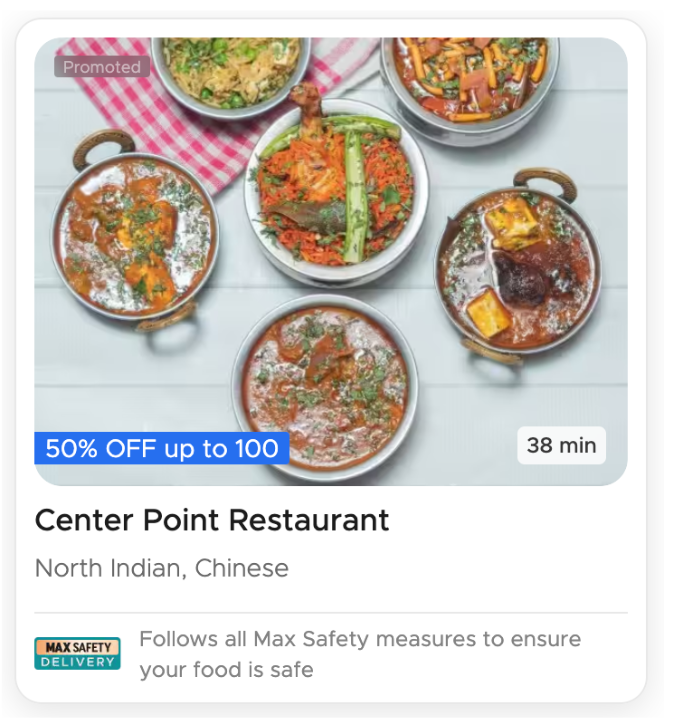 Promoted
50% OFF up to 100
38 min
Center Point Restaurant
North Indian, Chinese
MAX SAFETY
DELIVERY
Follows all Max Safety measures to ensure
your food is safe